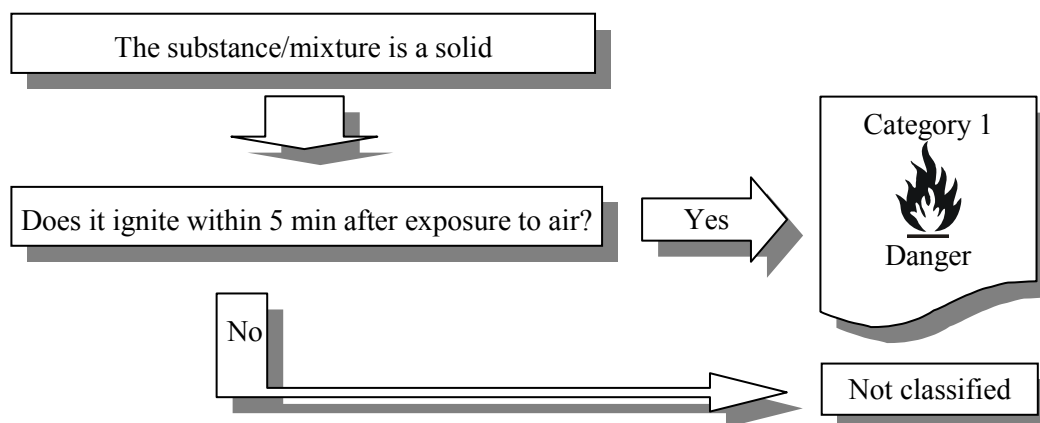 The substance/mixture is a solid
Category 1
Danger
Does it ignite within 5 min after exposure to air?
Yes
No
Not classified